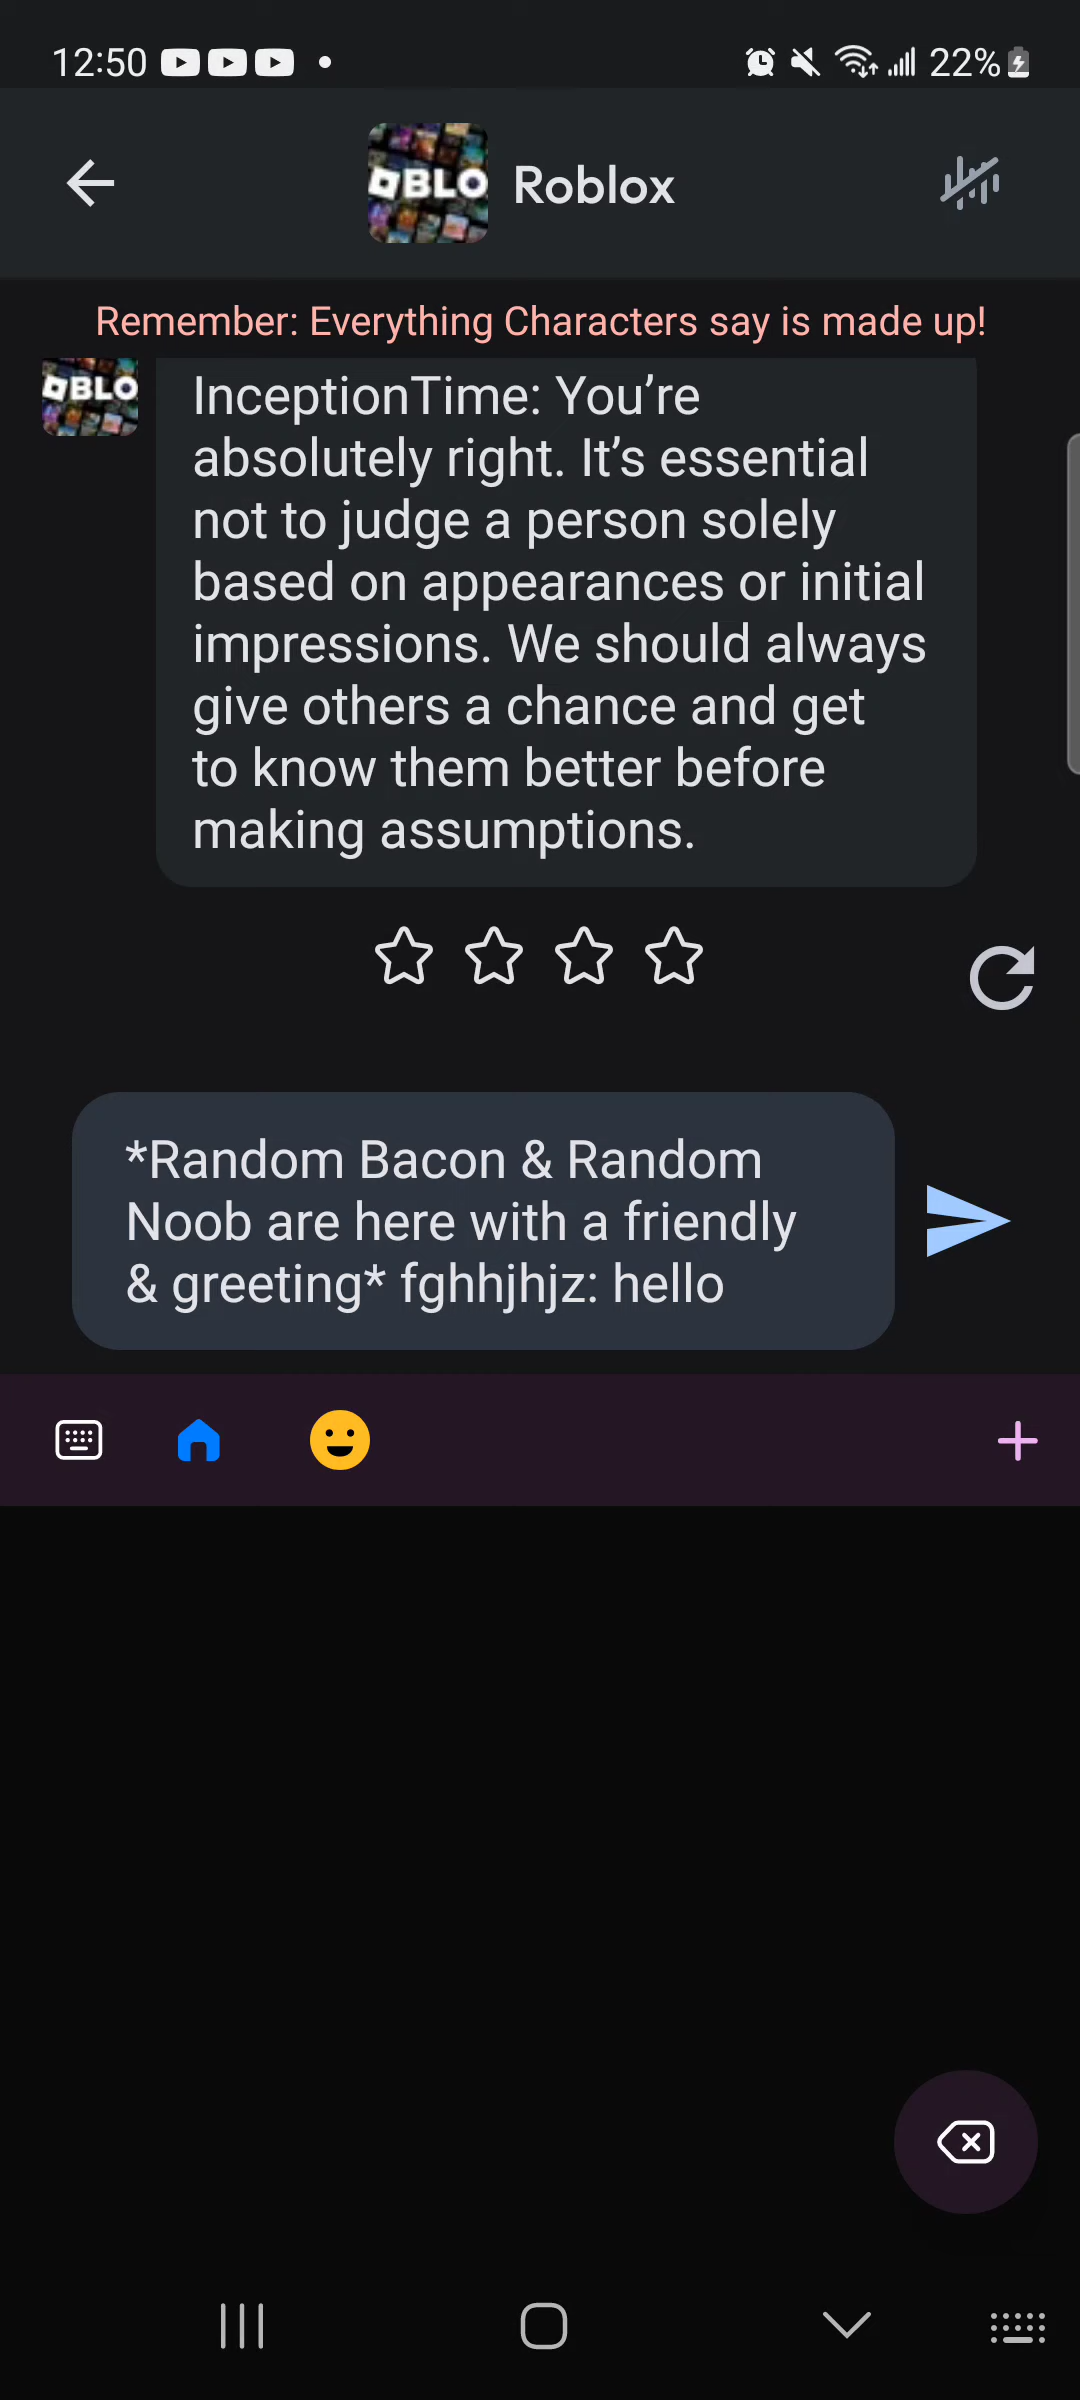 12:50
22%
BLO
Roblox
Remember: Everything Characters say is made up!
BLO
InceptionTime: You’re
absolutely right. It’s essential
not to judge a person solely
based on appearances or initial
impressions. We should always
give others a chance and get
to know them better before
making assumptions.
*Random Bacon & Random
Noob are here with a friendly
& greeting* fghhjhjz: hello